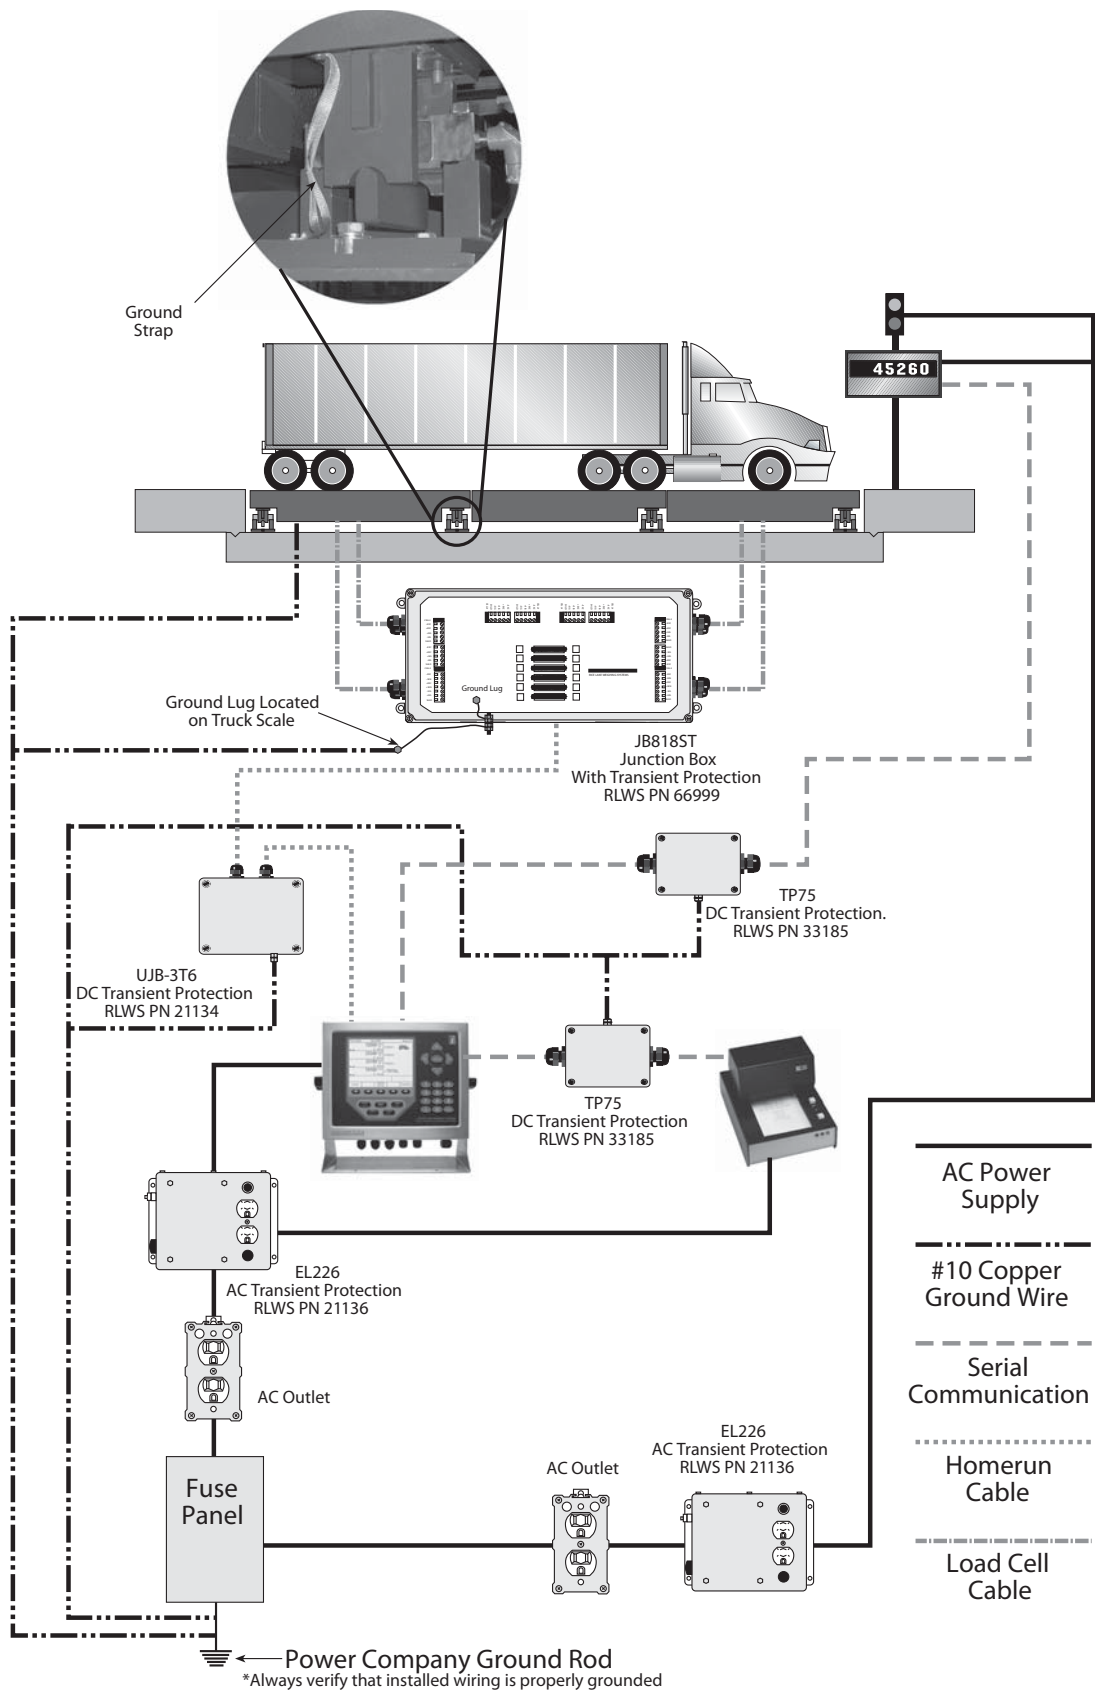 Ground
Strap
45260
Ground Lug
Ground Lug Located
on Truck Scale
JB818ST
Junction Box
With Transient Protection
RLWS PN 66999
TP75
DC Transient Protection.
RLWS PN 33185
UJB-3T6
DC Transient Protection
RLWS PN 21134
TP75
DC Transient Protection
RLWS PN 33185
EL226
AC Transient Protection
RLWS PN 21136
AC Outlet
Fuse
Panel
AC Outlet
EL226
AC Transient Protection
RLWS PN 21136
AC Power
Supply
#10 Copper
Ground Wire
Serial
Communication
Homerun
Cable
Load Cell
Cable
Power Company Ground Rod
*Always verify that installed wiring is properly grounded